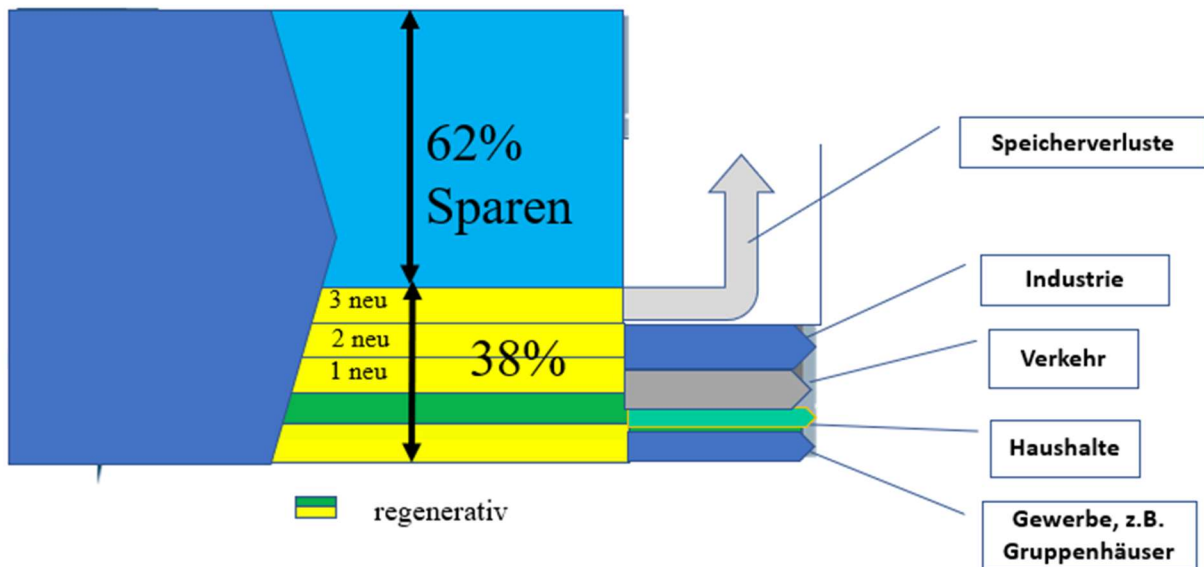 62%
Sparen
3 neu
2 neu
1 neu
38%
regenerativ
Speicherverluste
Industrie
Verkehr
Haushalte
Gewerbe, z.B.
Gruppenhäuser